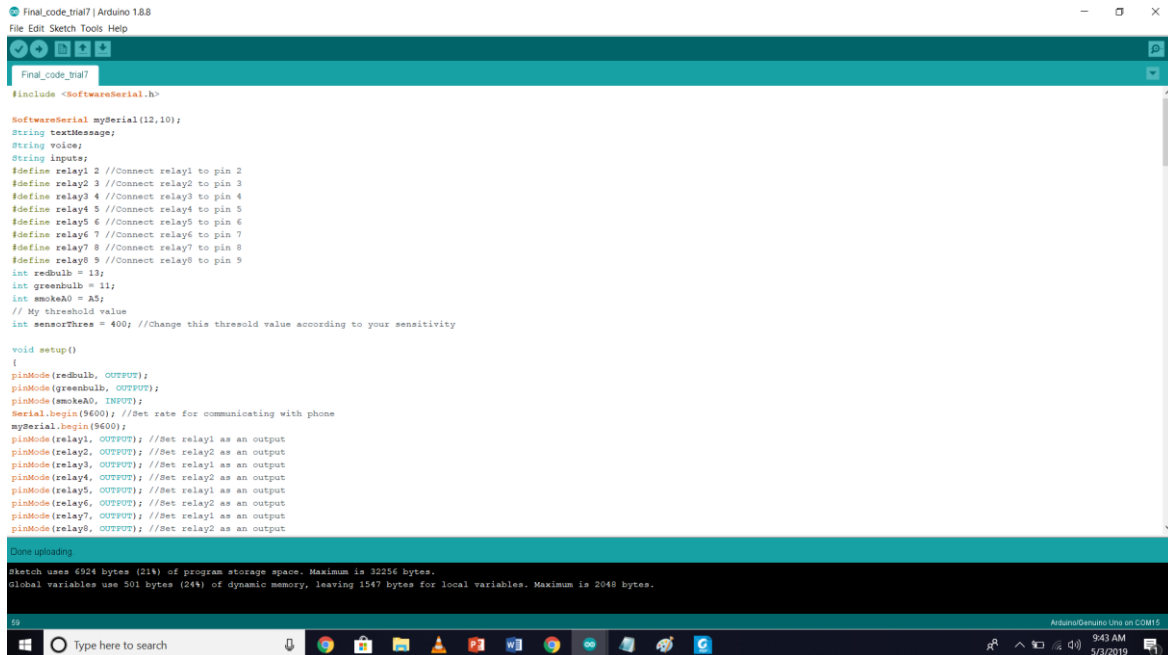 Final_code_trial7 | Arduino 1.8.8
File Edit Sketch Tools Help
Final_code_trial7
#include <SoftwareSerial.h>
SoftwareSerial mySerial(12,10);
String textMessage;
String voice;
String inputs;
#define relay1 2 //Connect relay1 to pin 2
#define relay2 3 //Connect relay2 to pin 3
#define relay3 4 //Connect relay3 to pin 4
#define relay4 5 //Connect relay4 to pin 5
#define relay5 6 //Connect relay5 to pin 6
#define relay6 7 //Connect relay6 to pin 7
#define relay7 8 //Connect relay7 to pin 8
#define relay8 9 //Connect relay8 to pin 9
int redbulb = 13;
int greenbulb = 11;
int smokeA0 = A5;
// My threshold value
int sensorThres = 400; //Change this thresold value according to your sensitivity
void setup()
{
pinMode(redbulb, OUTPUT);
pinMode(greenbulb, OUTPUT);
pinMode(smokeA0, INPUT);
Serial.begin(9600); //Set rate for communicating with phone
mySerial.begin(9600);
pinMode(relay1, OUTPUT); //Set relay1 as an output
pinMode(relay2, OUTPUT); //Set relay2 as an output
pinMode(relay3, OUTPUT); //Set relay1 as an output
pinMode(relay4, OUTPUT); //Set relay2 as an output
pinMode(relay5, OUTPUT); //Set relay1 as an output
pinMode(relay6, OUTPUT); //Set relay2 as an output
pinMode(relay7, OUTPUT); //Set relay1 as an output
pinMode(relay8, OUTPUT); //Set relay2 as an output
Done uploading.
Sketch uses 6924 bytes (21%) of program storage space. Maximum is 32256 bytes.
Global variables use 501 bytes (24%) of dynamic memory, leaving 1547 bytes for local variables. Maximum is 2048 bytes.
59
Arduino/Genuino Uno on COM15
Type here to search
9:43 AM
5/3/2019